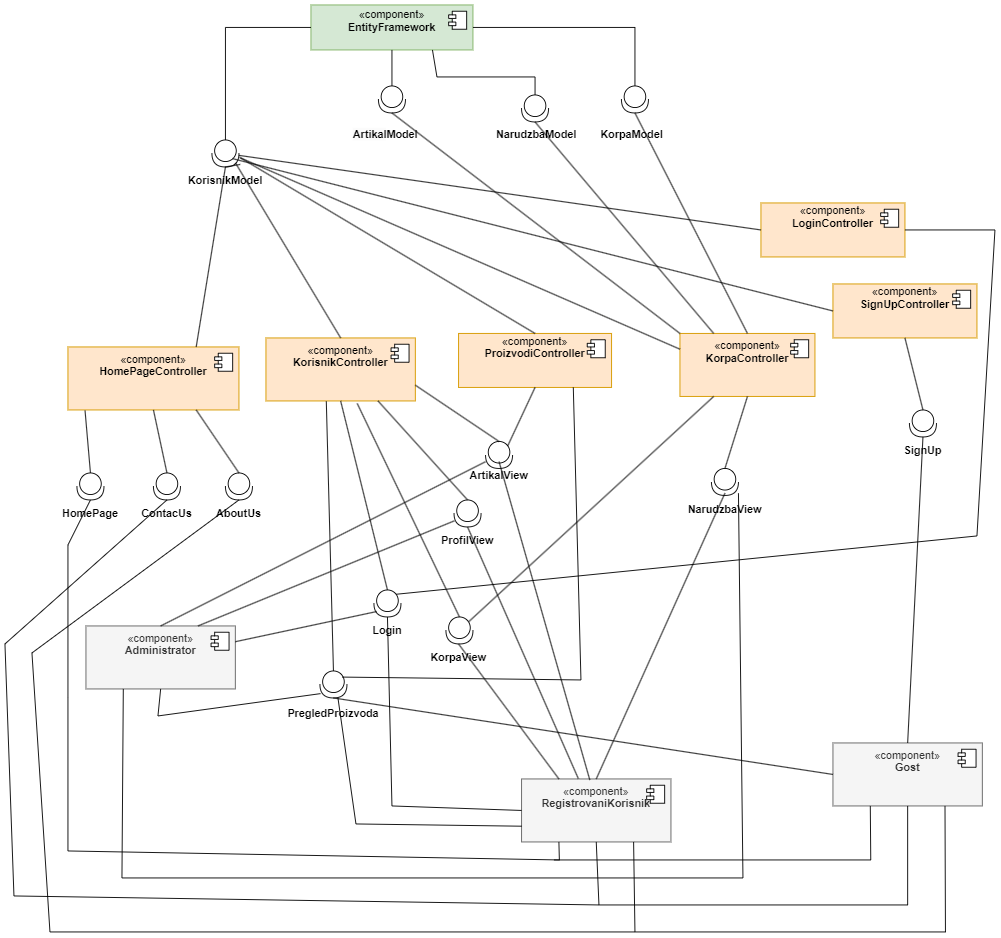 «component»
EntityFramework
ArtikalModel
NarudzbaModel
KorpaModel
KorisnikModel
«component»
LoginController
«component»
SignUpController
«component»
HomePageController
«component»
KorisnikController
«component»
ProizvodiController
«component»
KorpaController
SignUp
ArtikalView
HomePage
ContacUs
AboutUs
NarudzbaView
ProfilView
Login
«component»
Administrator
KorpaView
PregledProizvoda
«component»
Gost
«component»
RegistrovaniKorisnik